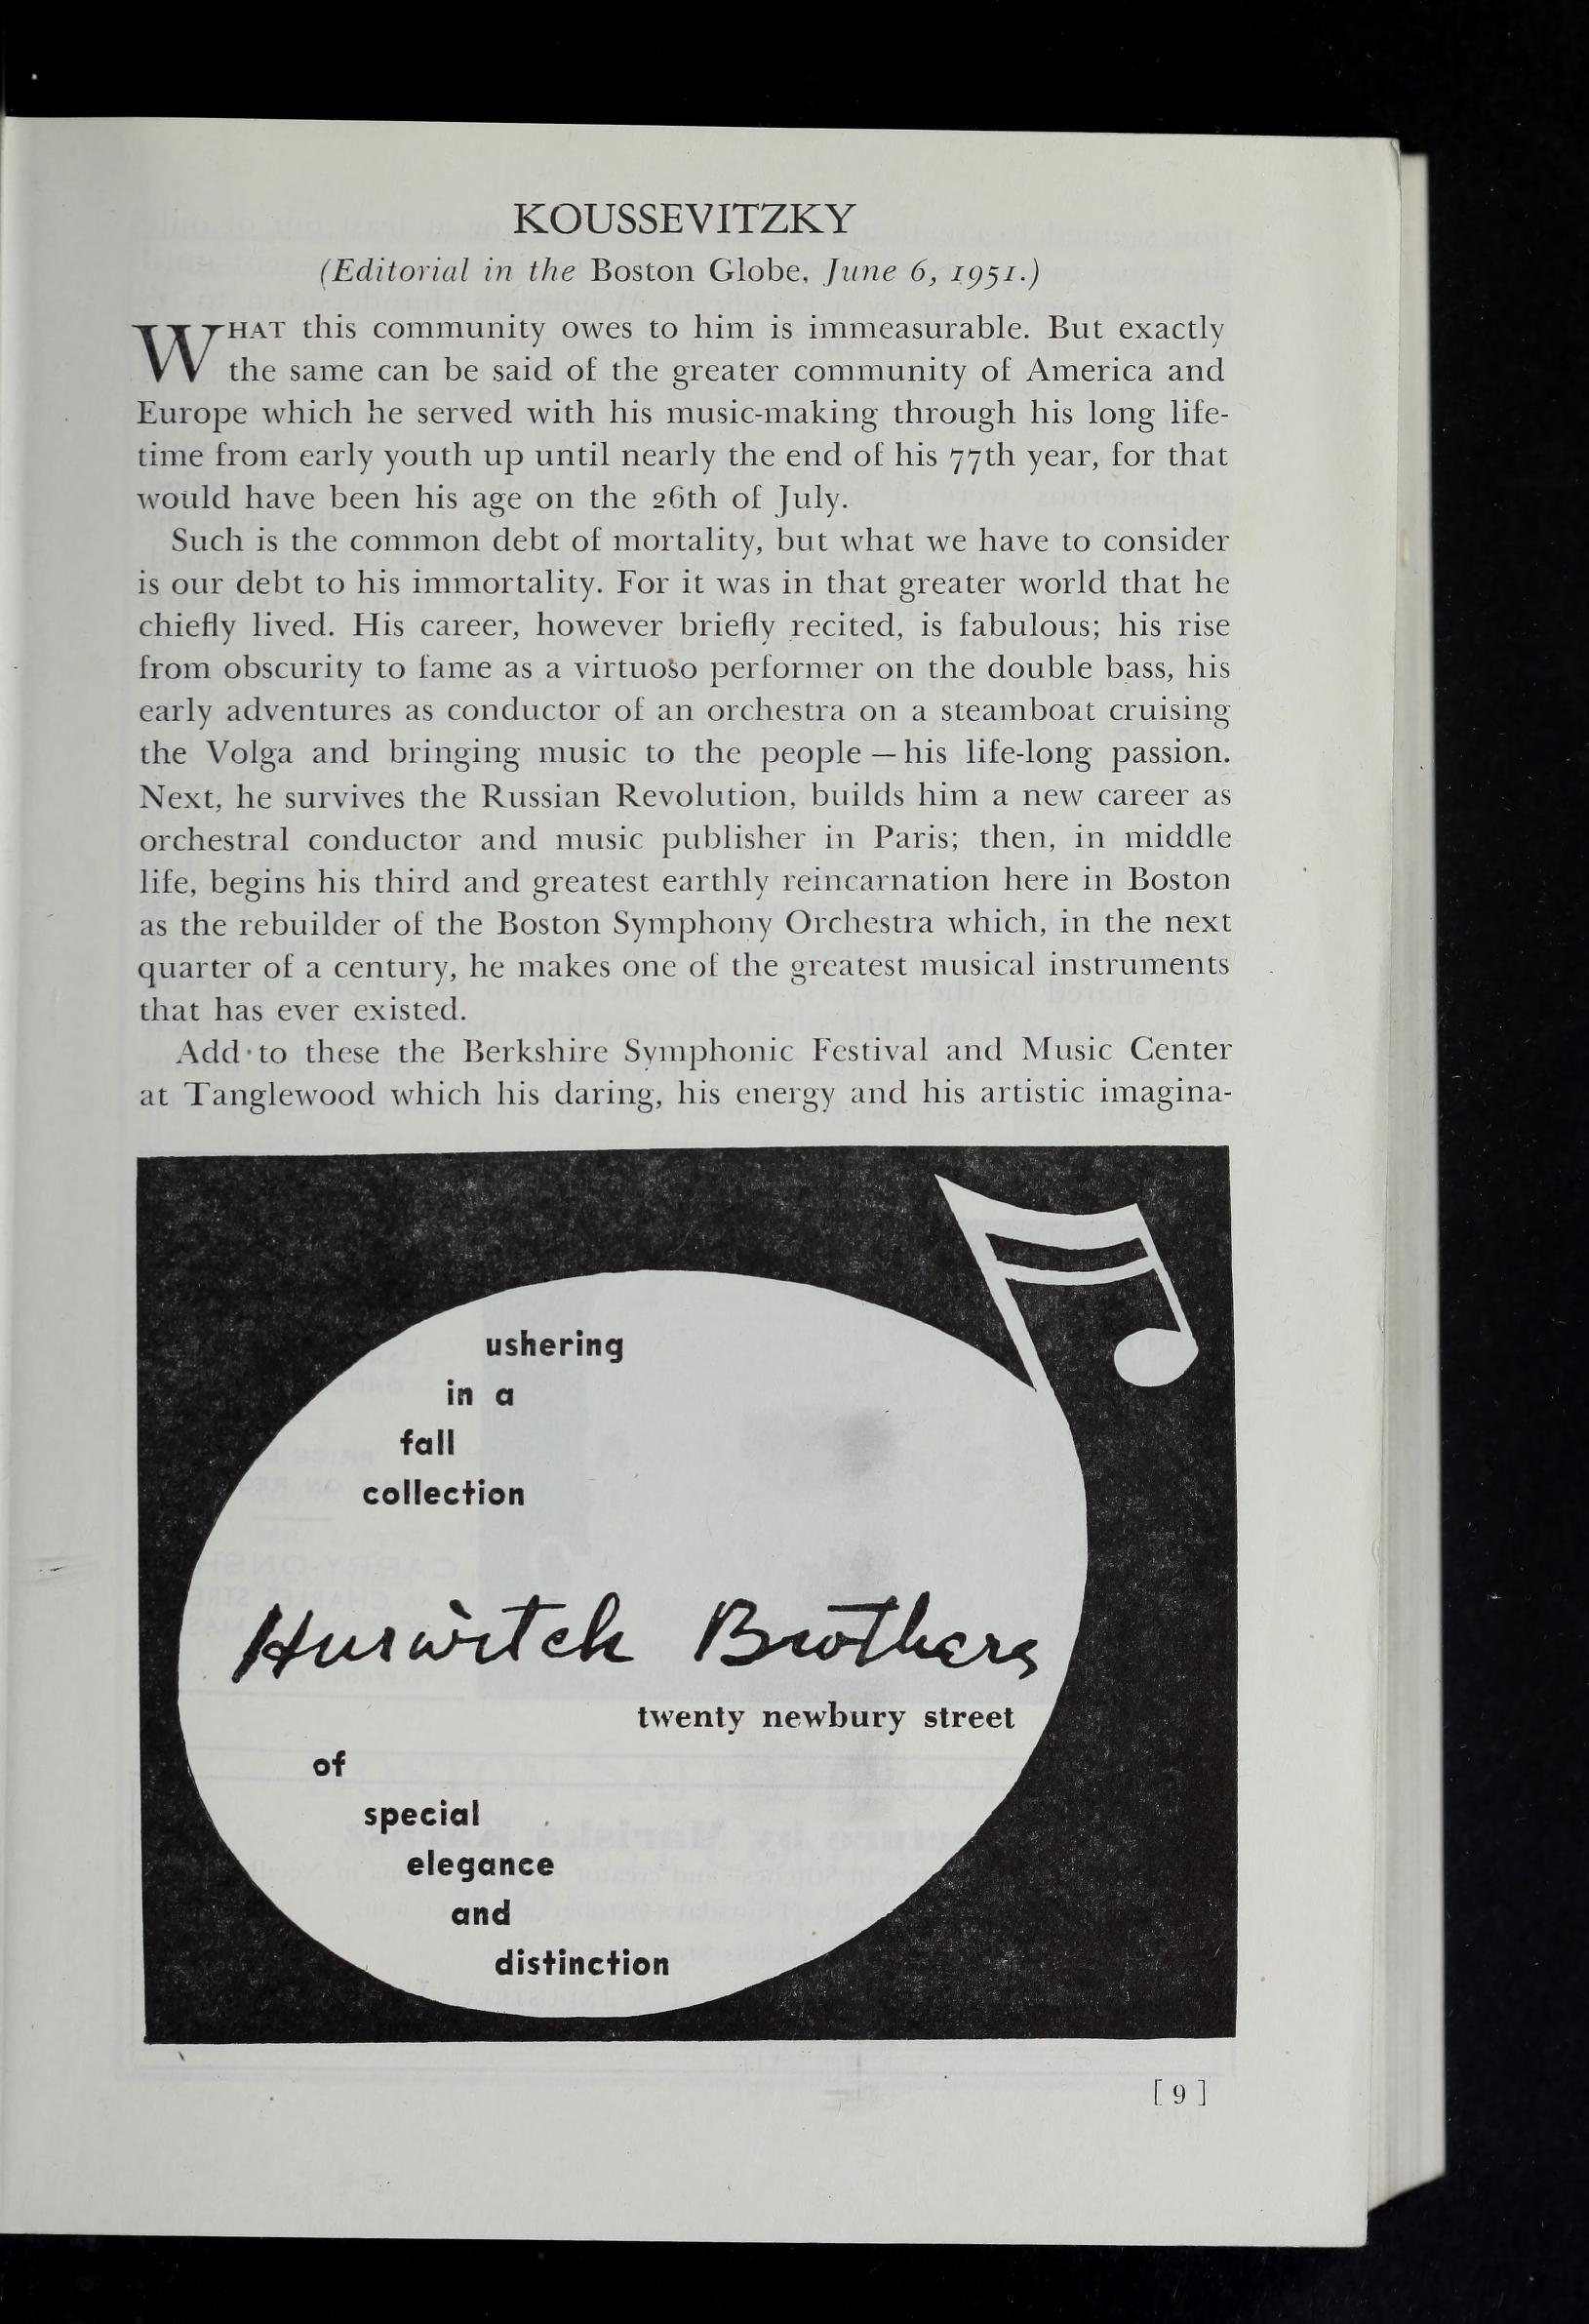 KOUSSEVITZKY
(Editorial in the Boston Globe, June 6, 1951.)
WHAT this community owes to him is immeasurable. But exactly
the same can be said of the greater community of America and
Europe which he served with his music-making through his long life-
time from early youth up until nearly the end of his 77th year, for that
would have been his age on the 26th of July.
Such is the common debt of mortality, but what we have to consider
is our debt to his immortality. For it was in that greater world that he
chiefly lived. His career, however briefly recited, is fabulous; his rise
from obscurity to fame as a virtuoso performer on the double bass, his
early adventures as conductor of an orchestra on a steamboat cruising
the Volga and bringing music to the people — his life-long passion.
Next, he survives the Russian Revolution, builds him a new career as
orchestral conductor and music publisher in Paris; then, in middle
life, begins his third and greatest earthly reincarnation here in Boston
as the rebuilder of the Boston Symphony Orchestra which, in the next
quarter of a century, he makes one of the greatest musical instruments
that has ever existed.
Add to these the Berkshire Symphonic Festival and Music Center
at Tanglewood which his daring, his energy and his artistic imagina-
ushering
in a
fall
collection
Hurwitch Brothers
twenty newbury street
of
special
elegance
and
distinction
[ 9 ]